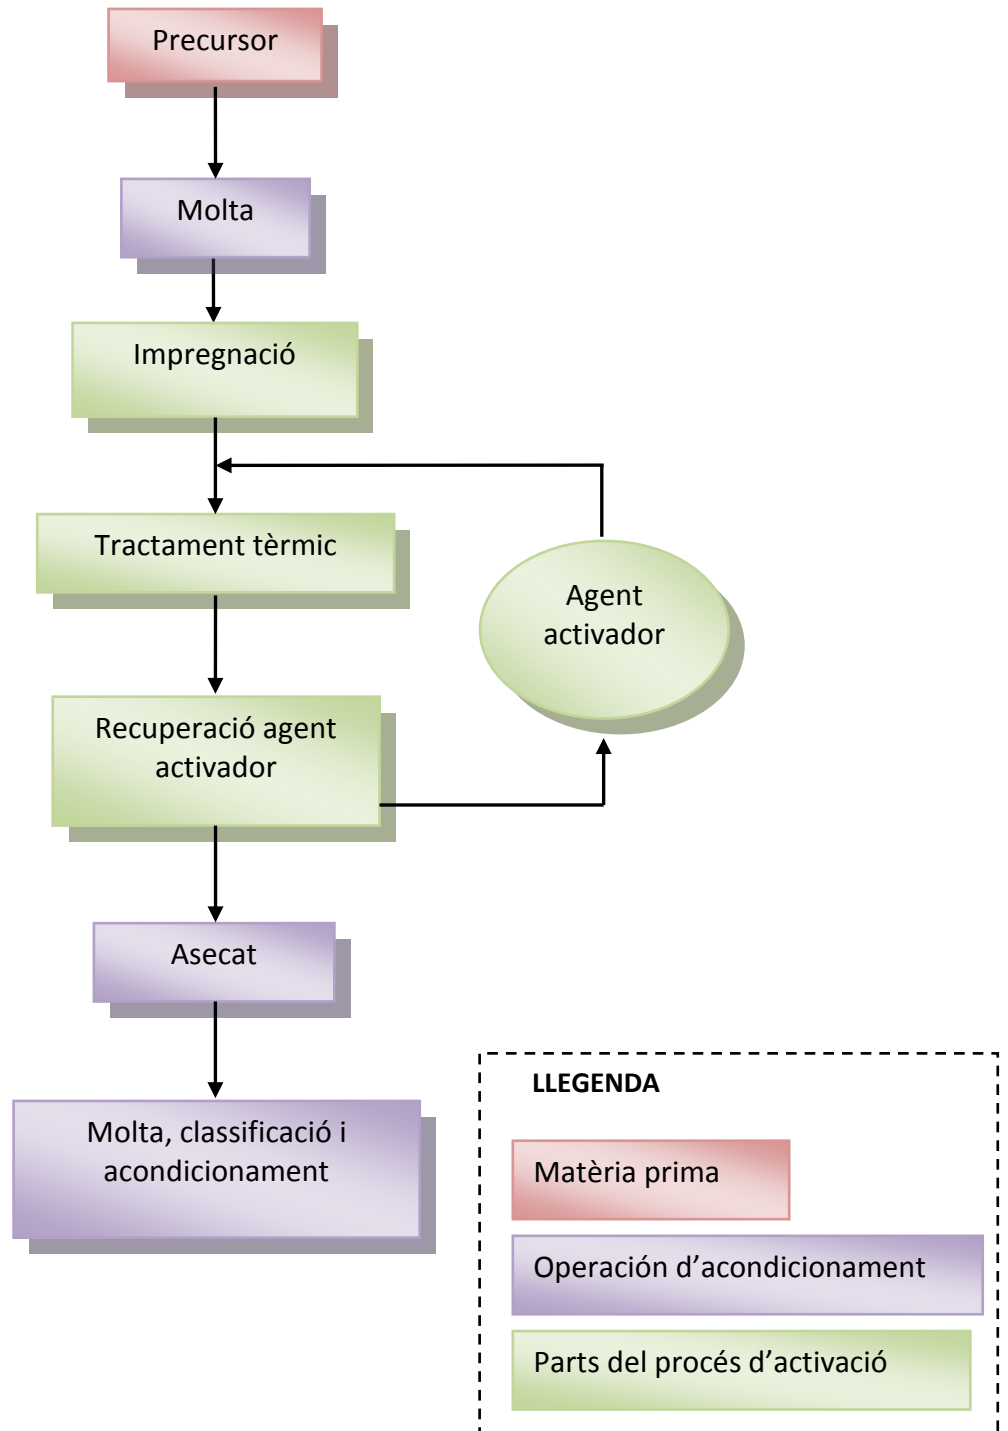 Precursor
Molta
Impregnació
Tractament tèrmic
Agent
activador
Recuperació agent
activador
Asecat
Molta, classificació i
acondicionament
LLEGENDA
Matèria prima
Operación d’acondicionament
Parts del procés d’activació